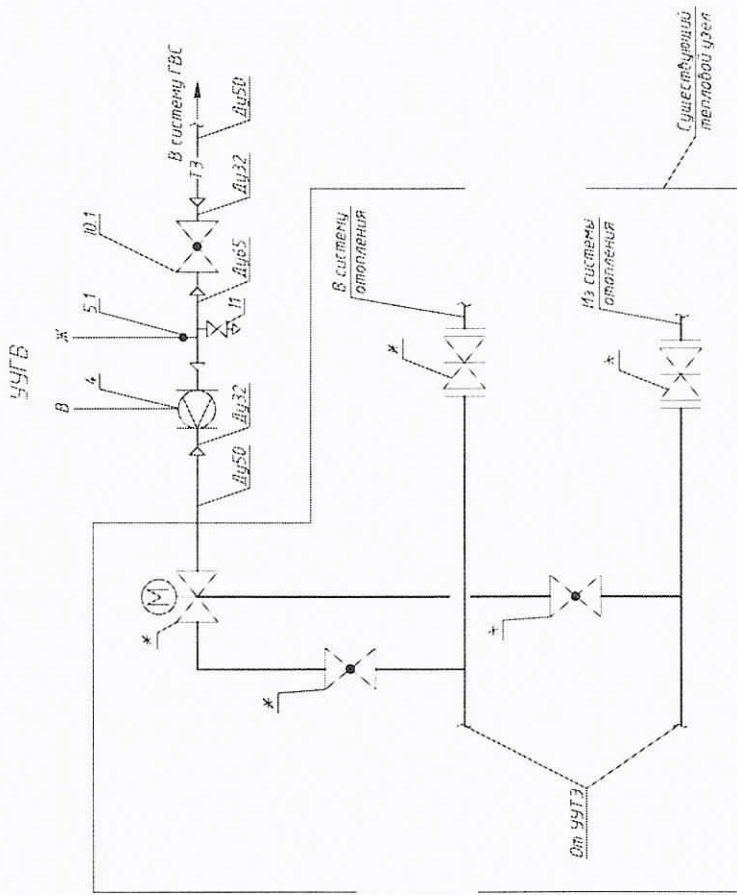 УУГВ
В
4
Ж
5.1
10.1
11
В систему ГВС
Т3
Ду50
Ду32
Ду65
Ду32
Ду50
М
*
*
*
*
*
В систему
отопления
Из системы
отопления
От УУТЭ
Существующий
тепловой узел